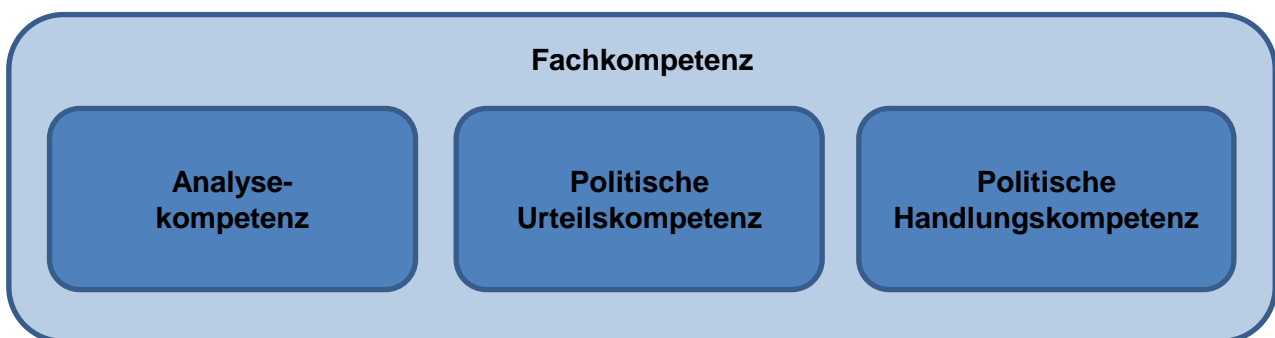 Fachkompetenz
Analyse-
kompetenz
Politische
Urteilskompetenz
Politische
Handlungskompetenz